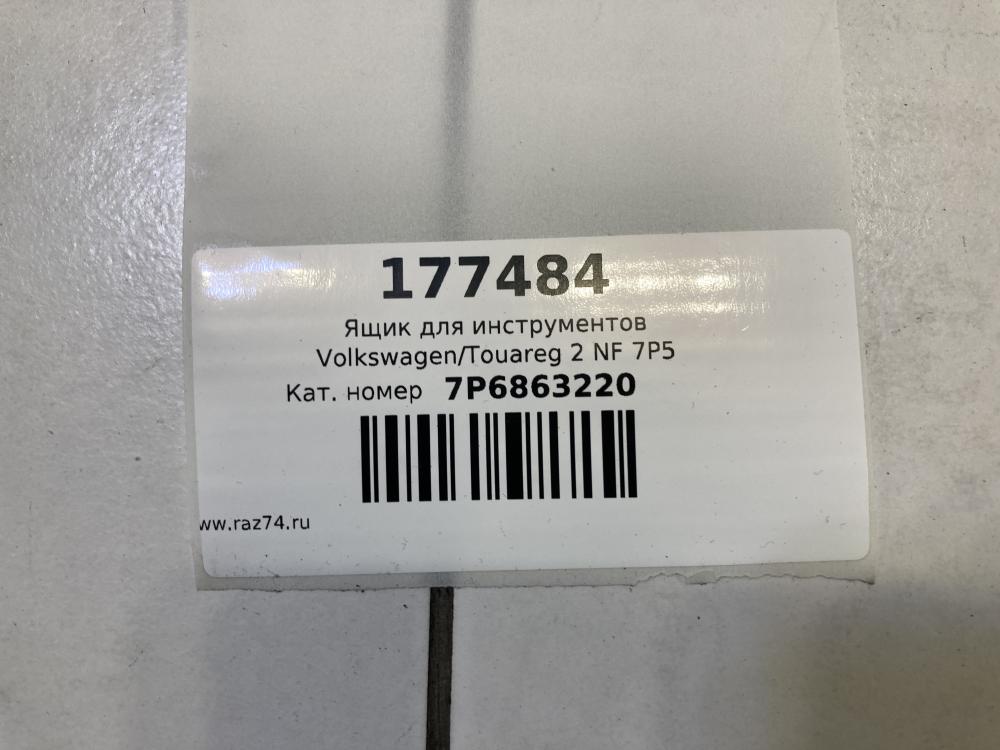 177484
Ящик для инструментов
Volkswagen/Touareg 2 NF 7P5
Кат. номер 7P6863220
ww.raz74.ru